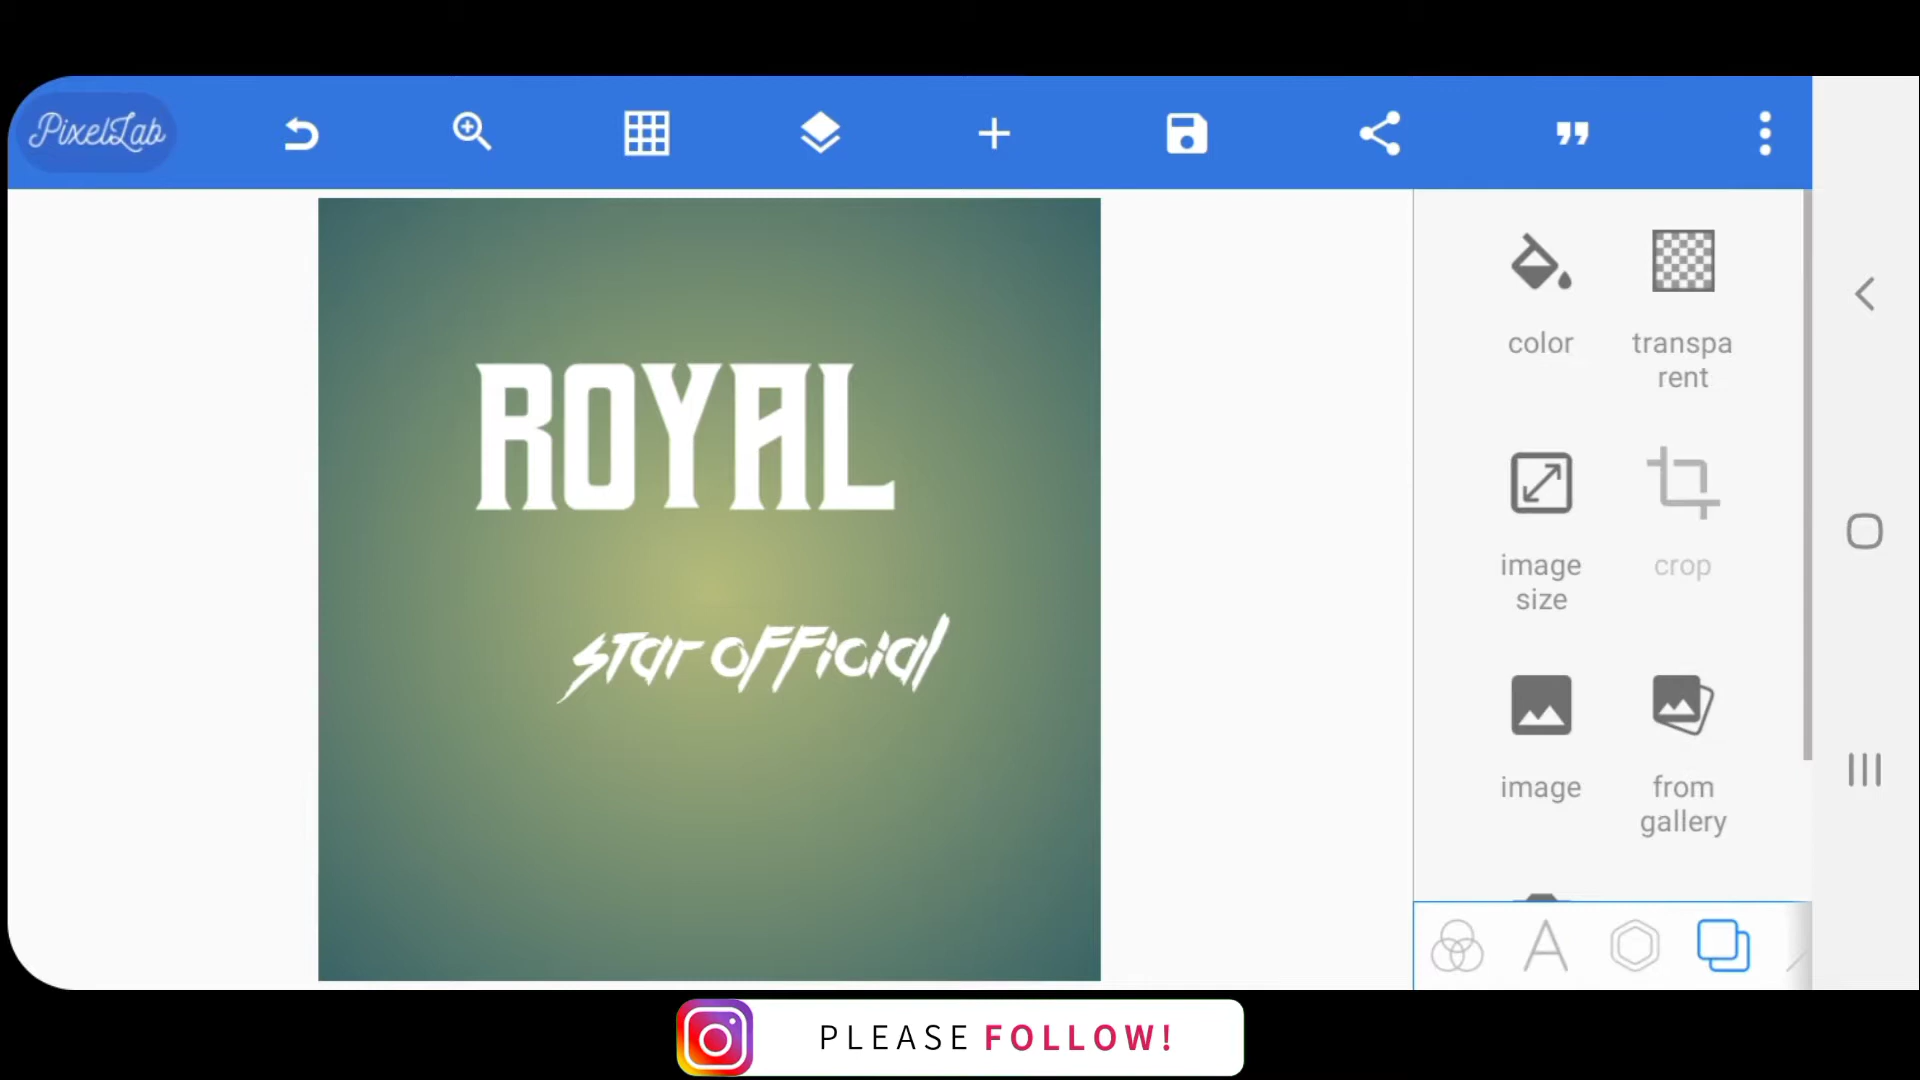 PixelLab
ROYAL
star official
color
transpa
rent
image
size
crop
image
from
gallery
PLEASE FOLLOW!